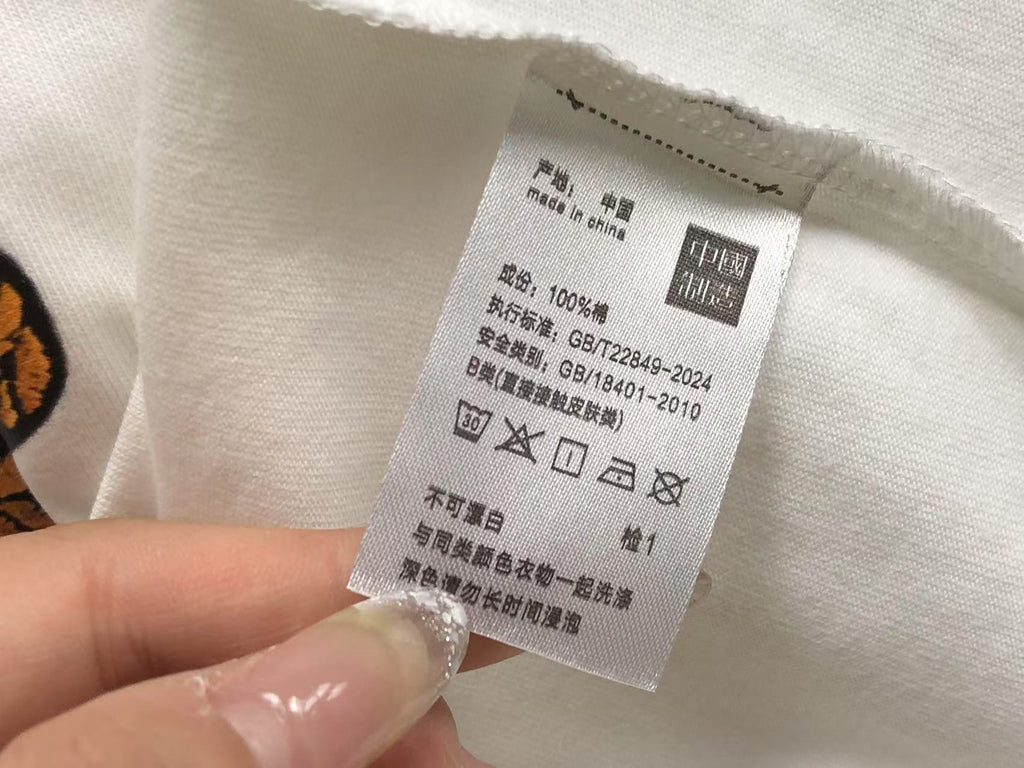 产地： 中国
made in china
中國
制造
成份：100%棉
执行标准：GB/T22849-2024
安全类别：GB/18401-2010
B类(直接接触皮肤类)
30
不可漂白
检1
与同类颜色衣物一起洗涤
深色请勿长时间浸泡